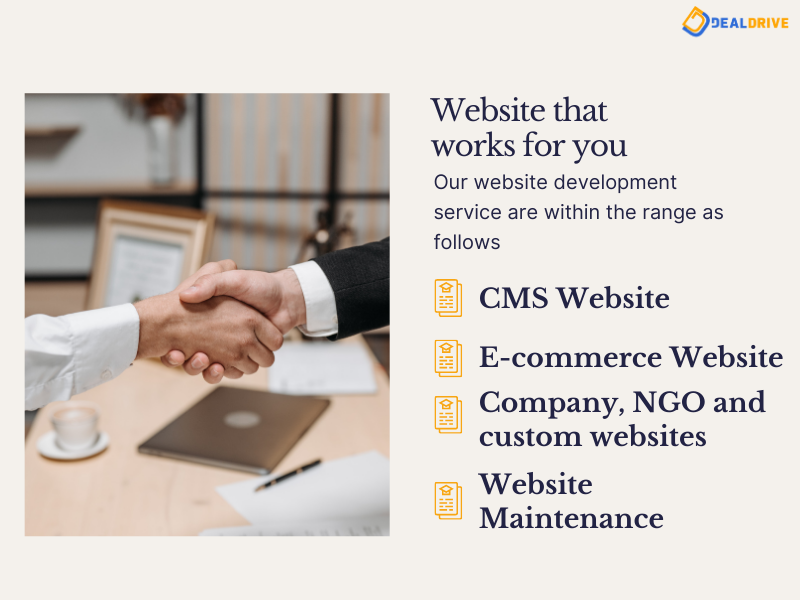 DEALDRIVE
Website that
works for you
Our website development
service are within the range as
follows
CMS Website
E-commerce Website
Company, NGO and
custom websites
Website
Maintenance